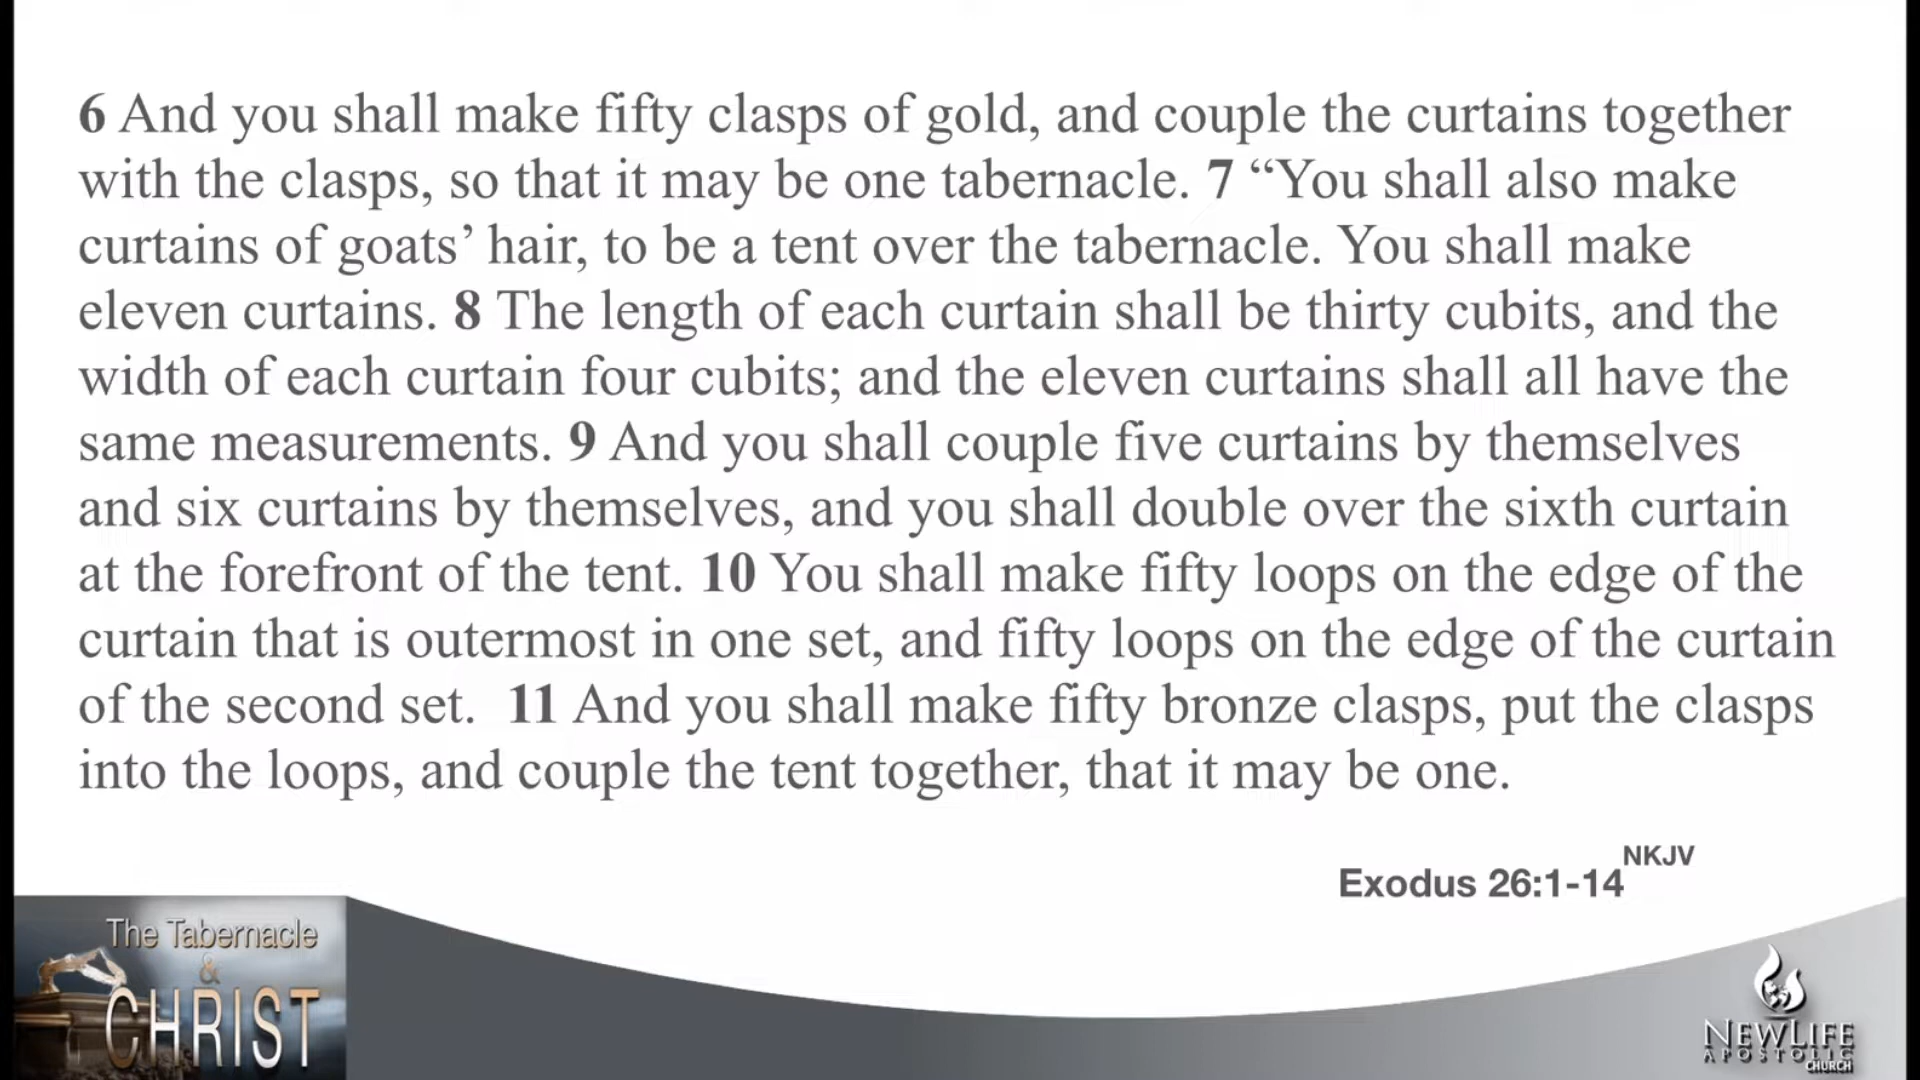 6 And you shall make fifty clasps of gold, and couple the curtains together
with the clasps, so that it may be one tabernacle. 7 “You shall also make
curtains of goats’ hair, to be a tent over the tabernacle. You shall make
eleven curtains. 8 The length of each curtain shall be thirty cubits, and the
width of each curtain four cubits; and the eleven curtains shall all have the
same measurements. 9 And you shall couple five curtains by themselves
and six curtains by themselves, and you shall double over the sixth curtain
at the forefront of the tent. 10 You shall make fifty loops on the edge of the
curtain that is outermost in one set, and fifty loops on the edge of the curtain
of the second set.  11 And you shall make fifty bronze clasps, put the clasps
into the loops, and couple the tent together, that it may be one.
Exodus 26:1-14 NKJV
The Tabernacle
&
CHRIST
NEWLIFE
APOSTOLIC
CHURCH